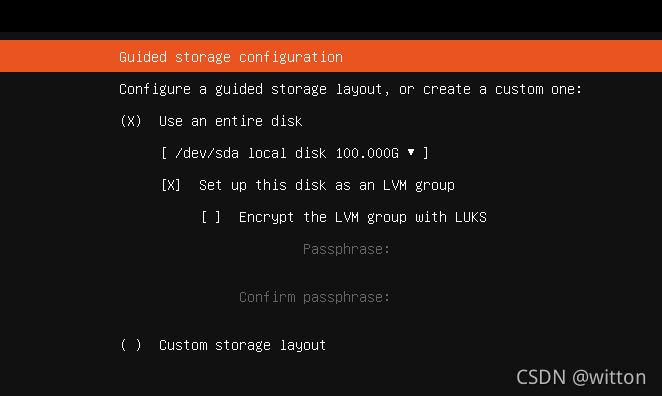 Guided storage configuration
Configure a guided storage layout, or create a custom one:
(X) Use an entire disk
[ /dev/sda local disk 100.000G ▾ ]
[X] Set up this disk as an LVM group
[ ] Encrypt the LVM group with LUKS
Passphrase:
Confirm passphrase:
( ) Custom storage layout
CSDN @witton